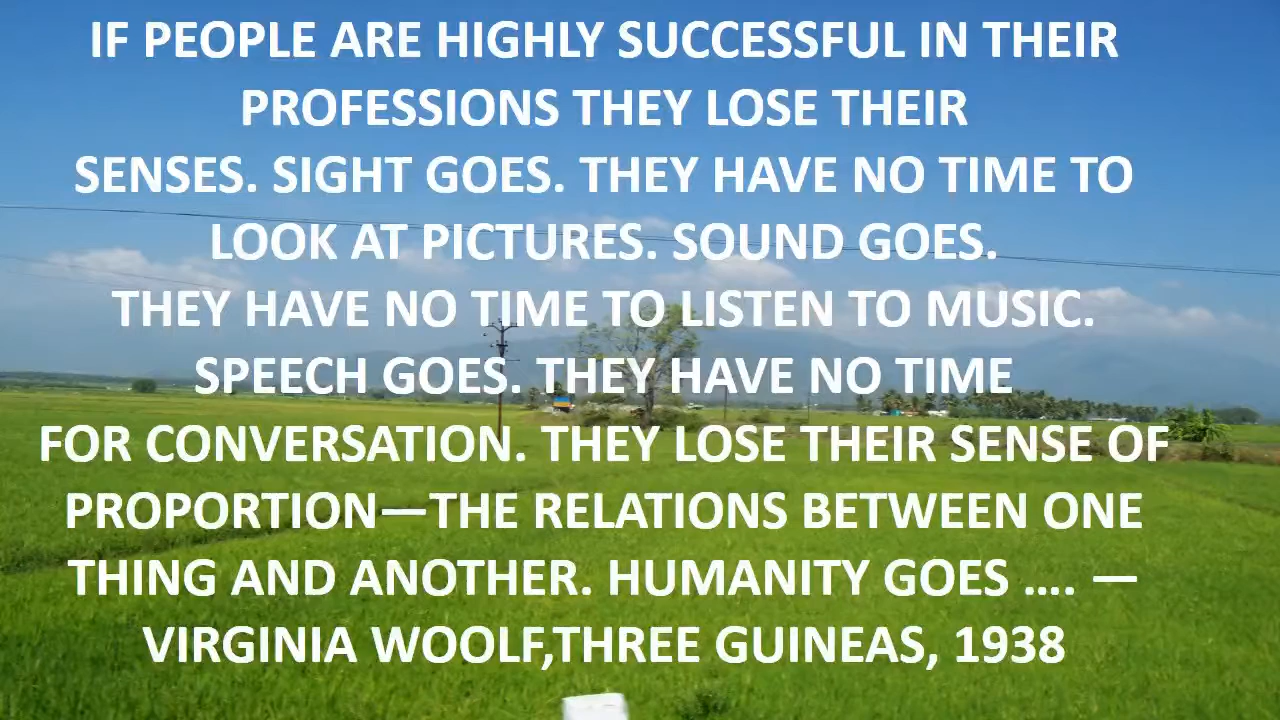 IF PEOPLE ARE HIGHLY SUCCESSFUL IN THEIR
PROFESSIONS THEY LOSE THEIR
SENSES. SIGHT GOES. THEY HAVE NO TIME TO
LOOK AT PICTURES. SOUND GOES.
THEY HAVE NO TIME TO LISTEN TO MUSIC.
SPEECH GOES. THEY HAVE NO TIME
FOR CONVERSATION. THEY LOSE THEIR SENSE OF
PROPORTION—THE RELATIONS BETWEEN ONE
THING AND ANOTHER. HUMANITY GOES .... —
VIRGINIA WOOLF,THREE GUINEAS, 1938